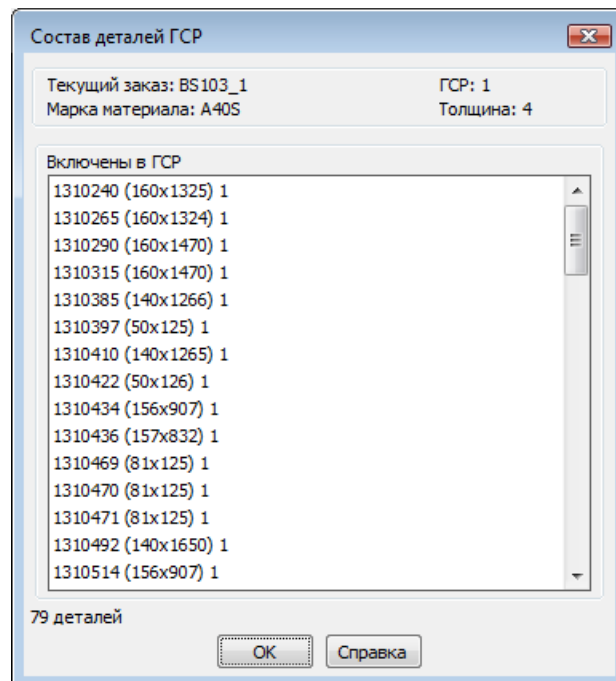 Состав деталей ГСР
Текущий заказ: BS103_1 ГСР: 1
Марка материала: A40S Толщина: 4
Включены в ГСР
1310240 (160x1325) 1
1310265 (160x1324) 1
1310290 (160x1470) 1
1310315 (160x1470) 1
1310385 (140x1266) 1
1310397 (50x125) 1
1310410 (140x1265) 1
1310422 (50x126) 1
1310434 (156x907) 1
1310436 (157x832) 1
1310469 (81x125) 1
1310470 (81x125) 1
1310471 (81x125) 1
1310492 (140x1650) 1
1310514 (156x907) 1
79 деталей
ОК Справка